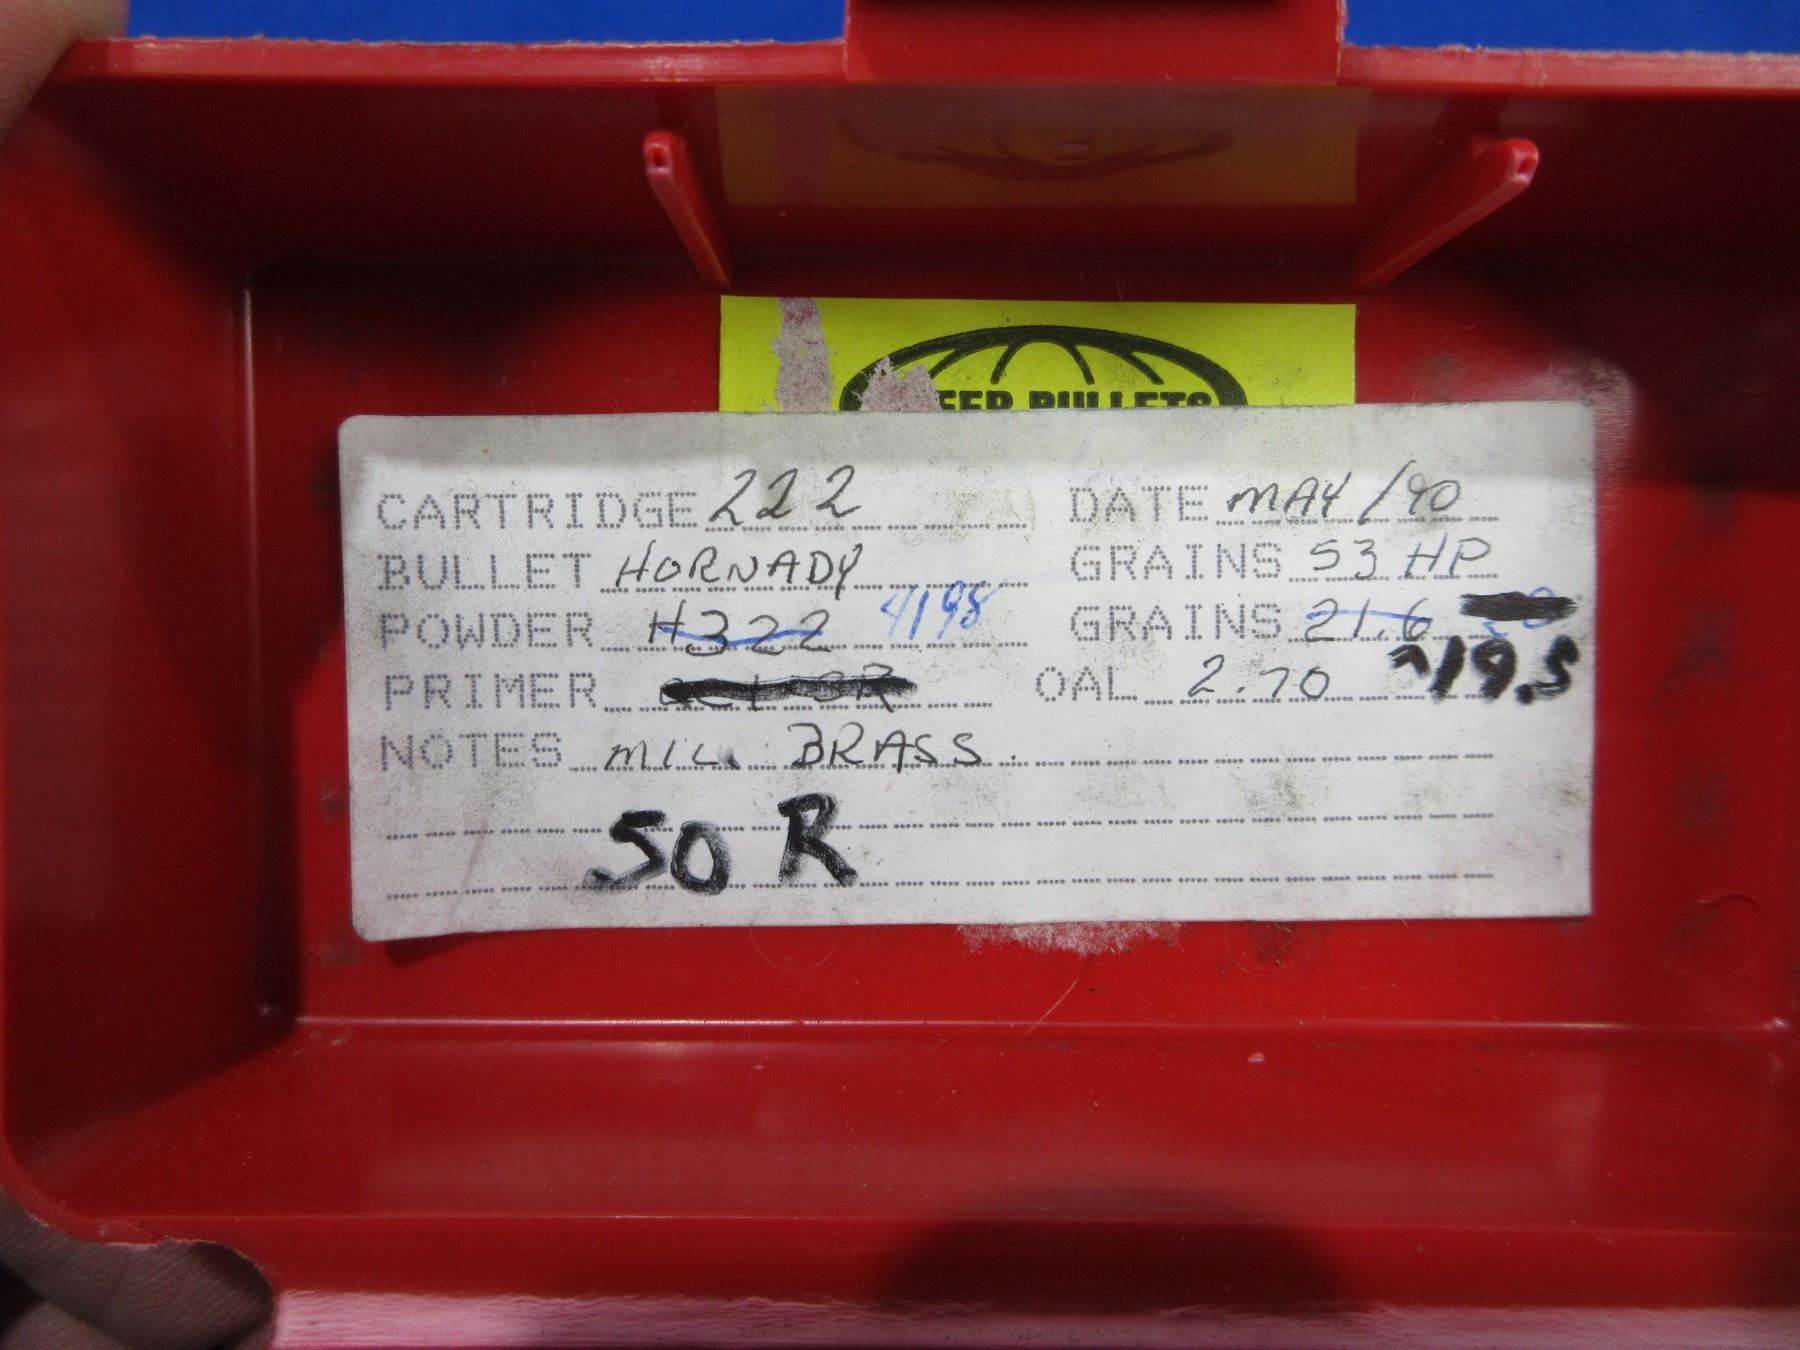 BULLETS
CARTRIDGE 222 DATE MAY/90
BULLET HORNADY GRAINS 53 HP
POWDER H322 4198 GRAINS 21.6
PRIMER OAL 2.70 19.5
NOTES MIL. BRASS.
50 R